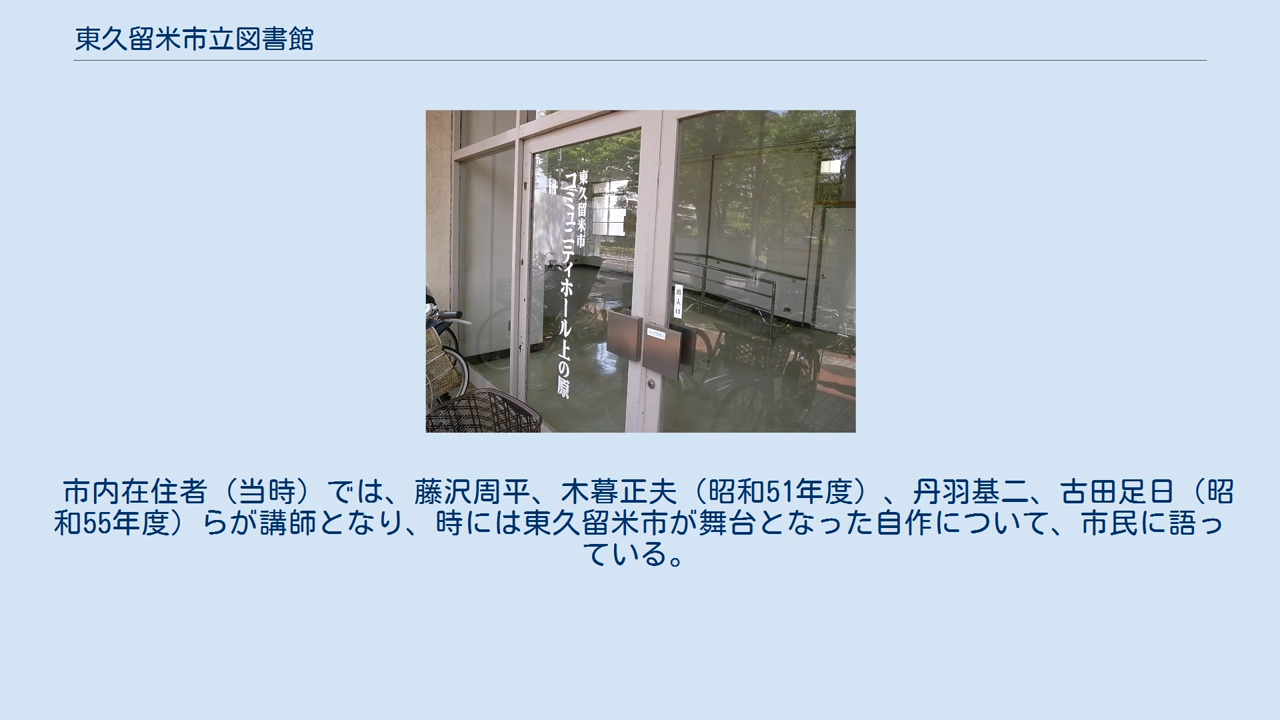 東久留米市立図書館
東久留米市
コミュニティホール上の原
出入口
市内在住者（当時）では、藤沢周平、木暮正夫（昭和51年度）、丹羽基二、古田足日（昭
和55年度）らが講師となり、時には東久留米市が舞台となった自作について、市民に語っ
ている。